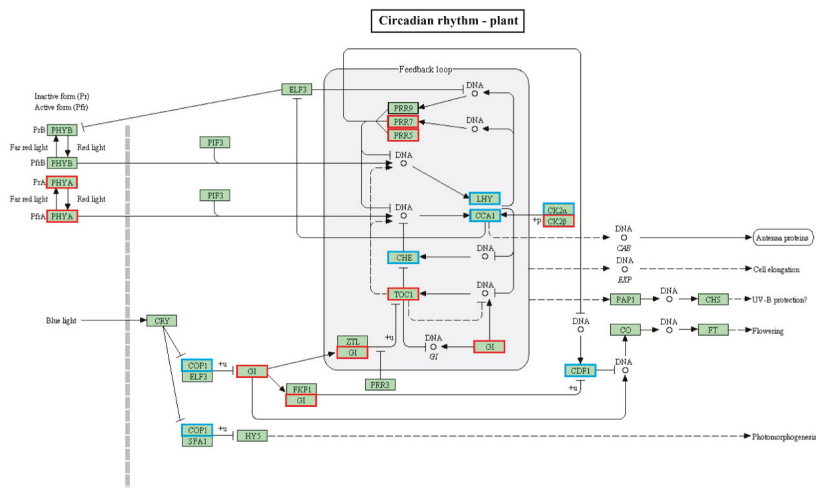 Circadian rhythm - plant
Feedback loop
DNA
ELF3
Inactive form (Pr)
Active form (Pfr)
PRR9
PRR7
DNA
PRR5
PrB PHYB
Far red light
Red light
PIF3
DNA
PfrB PHYB
PrA PHYA
Far red light
Red light
PIF3
LHY
PfrA PHYA
DNA
CCA1
CK2α
+p CK2β
DNA
CAB
Antenna proteins
CHE
DNA
DNA
EXP
Cell elongation
TOC1
DNA
PAP1
DNA
CHS
UV-B protection?
Blue light
CRY
+u
DNA
GI
DNA
CO
DNA
FT
Flowering
ZTL
GI
GI
COP1
ELF3
+u
GI
PRR3
CDF1
DNA
+u
FKF1
GI
COP1
SPA1
+u
HY5
Photomorphogenesis